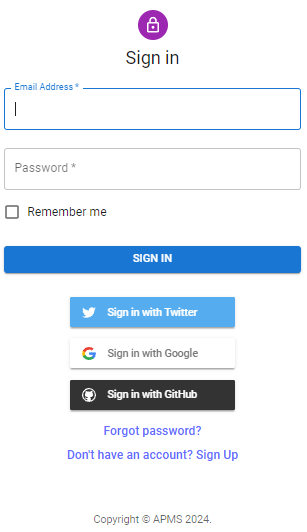 Sign in
Email Address *
Password *
Remember me
SIGN IN
Sign in with Twitter
Sign in with Google
Sign in with GitHub
Forgot password?
Don't have an account? Sign Up
Copyright © APMS 2024.